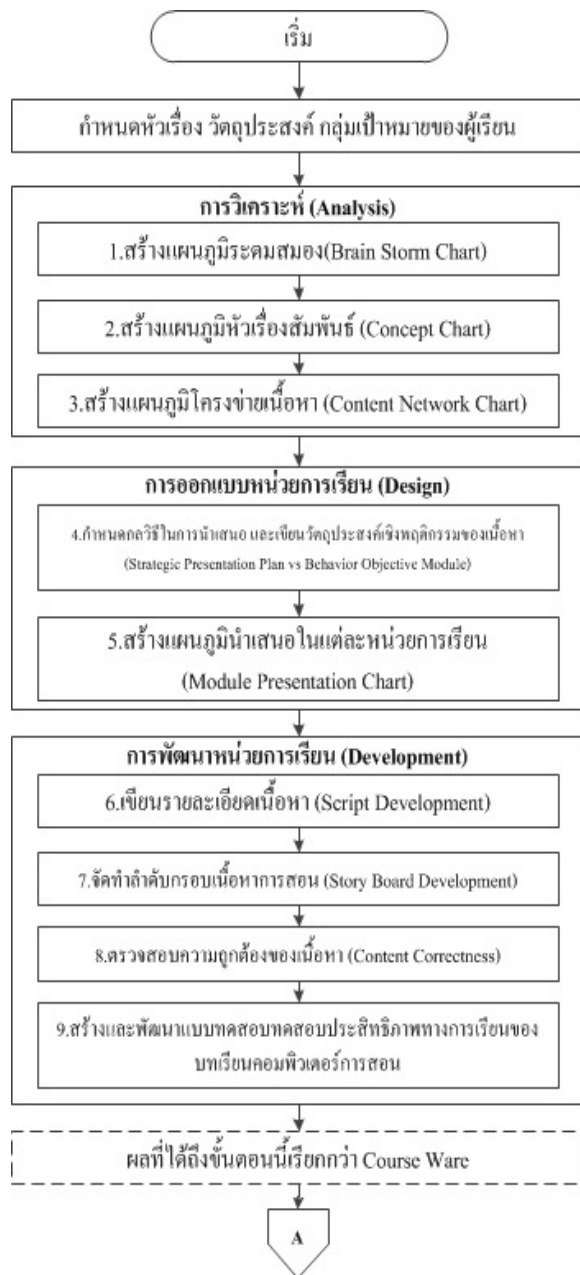 เริ่ม
กำหนดหัวเรื่อง วัตถุประสงค์ กลุ่มเป้าหมายของผู้เรียน
การวิเคราะห์ (Analysis)
1.สร้างแผนภูมิระดมสมอง(Brain Storm Chart)
2.สร้างแผนภูมิหัวเรื่องสัมพันธ์ (Concept Chart)
3.สร้างแผนภูมิโครงข่ายเนื้อหา (Content Network Chart)
การออกแบบหน่วยการเรียน (Design)
4.กำหนดกลวิธีในการนำเสนอ และเขียนวัตถุประสงค์เชิงพฤติกรรมของเนื้อหา
(Strategic Presentation Plan vs Behavior Objective Module)
5.สร้างแผนภูมินำเสนอในแต่ละหน่วยการเรียน
(Module Presentation Chart)
การพัฒนาหน่วยการเรียน (Development)
6.เขียนรายละเอียดเนื้อหา (Script Development)
7.จัดทำลำดับกรอบเนื้อหาการสอน (Story Board Development)
8.ตรวจสอบความถูกต้องของเนื้อหา (Content Correctness)
9.สร้างและพัฒนาแบบทดสอบทดสอบประสิทธิภาพทางการเรียนของ
บทเรียนคอมพิวเตอร์การสอน
ผลที่ได้ถึงขั้นตอนนี้เรียกกว่า Course Ware
A